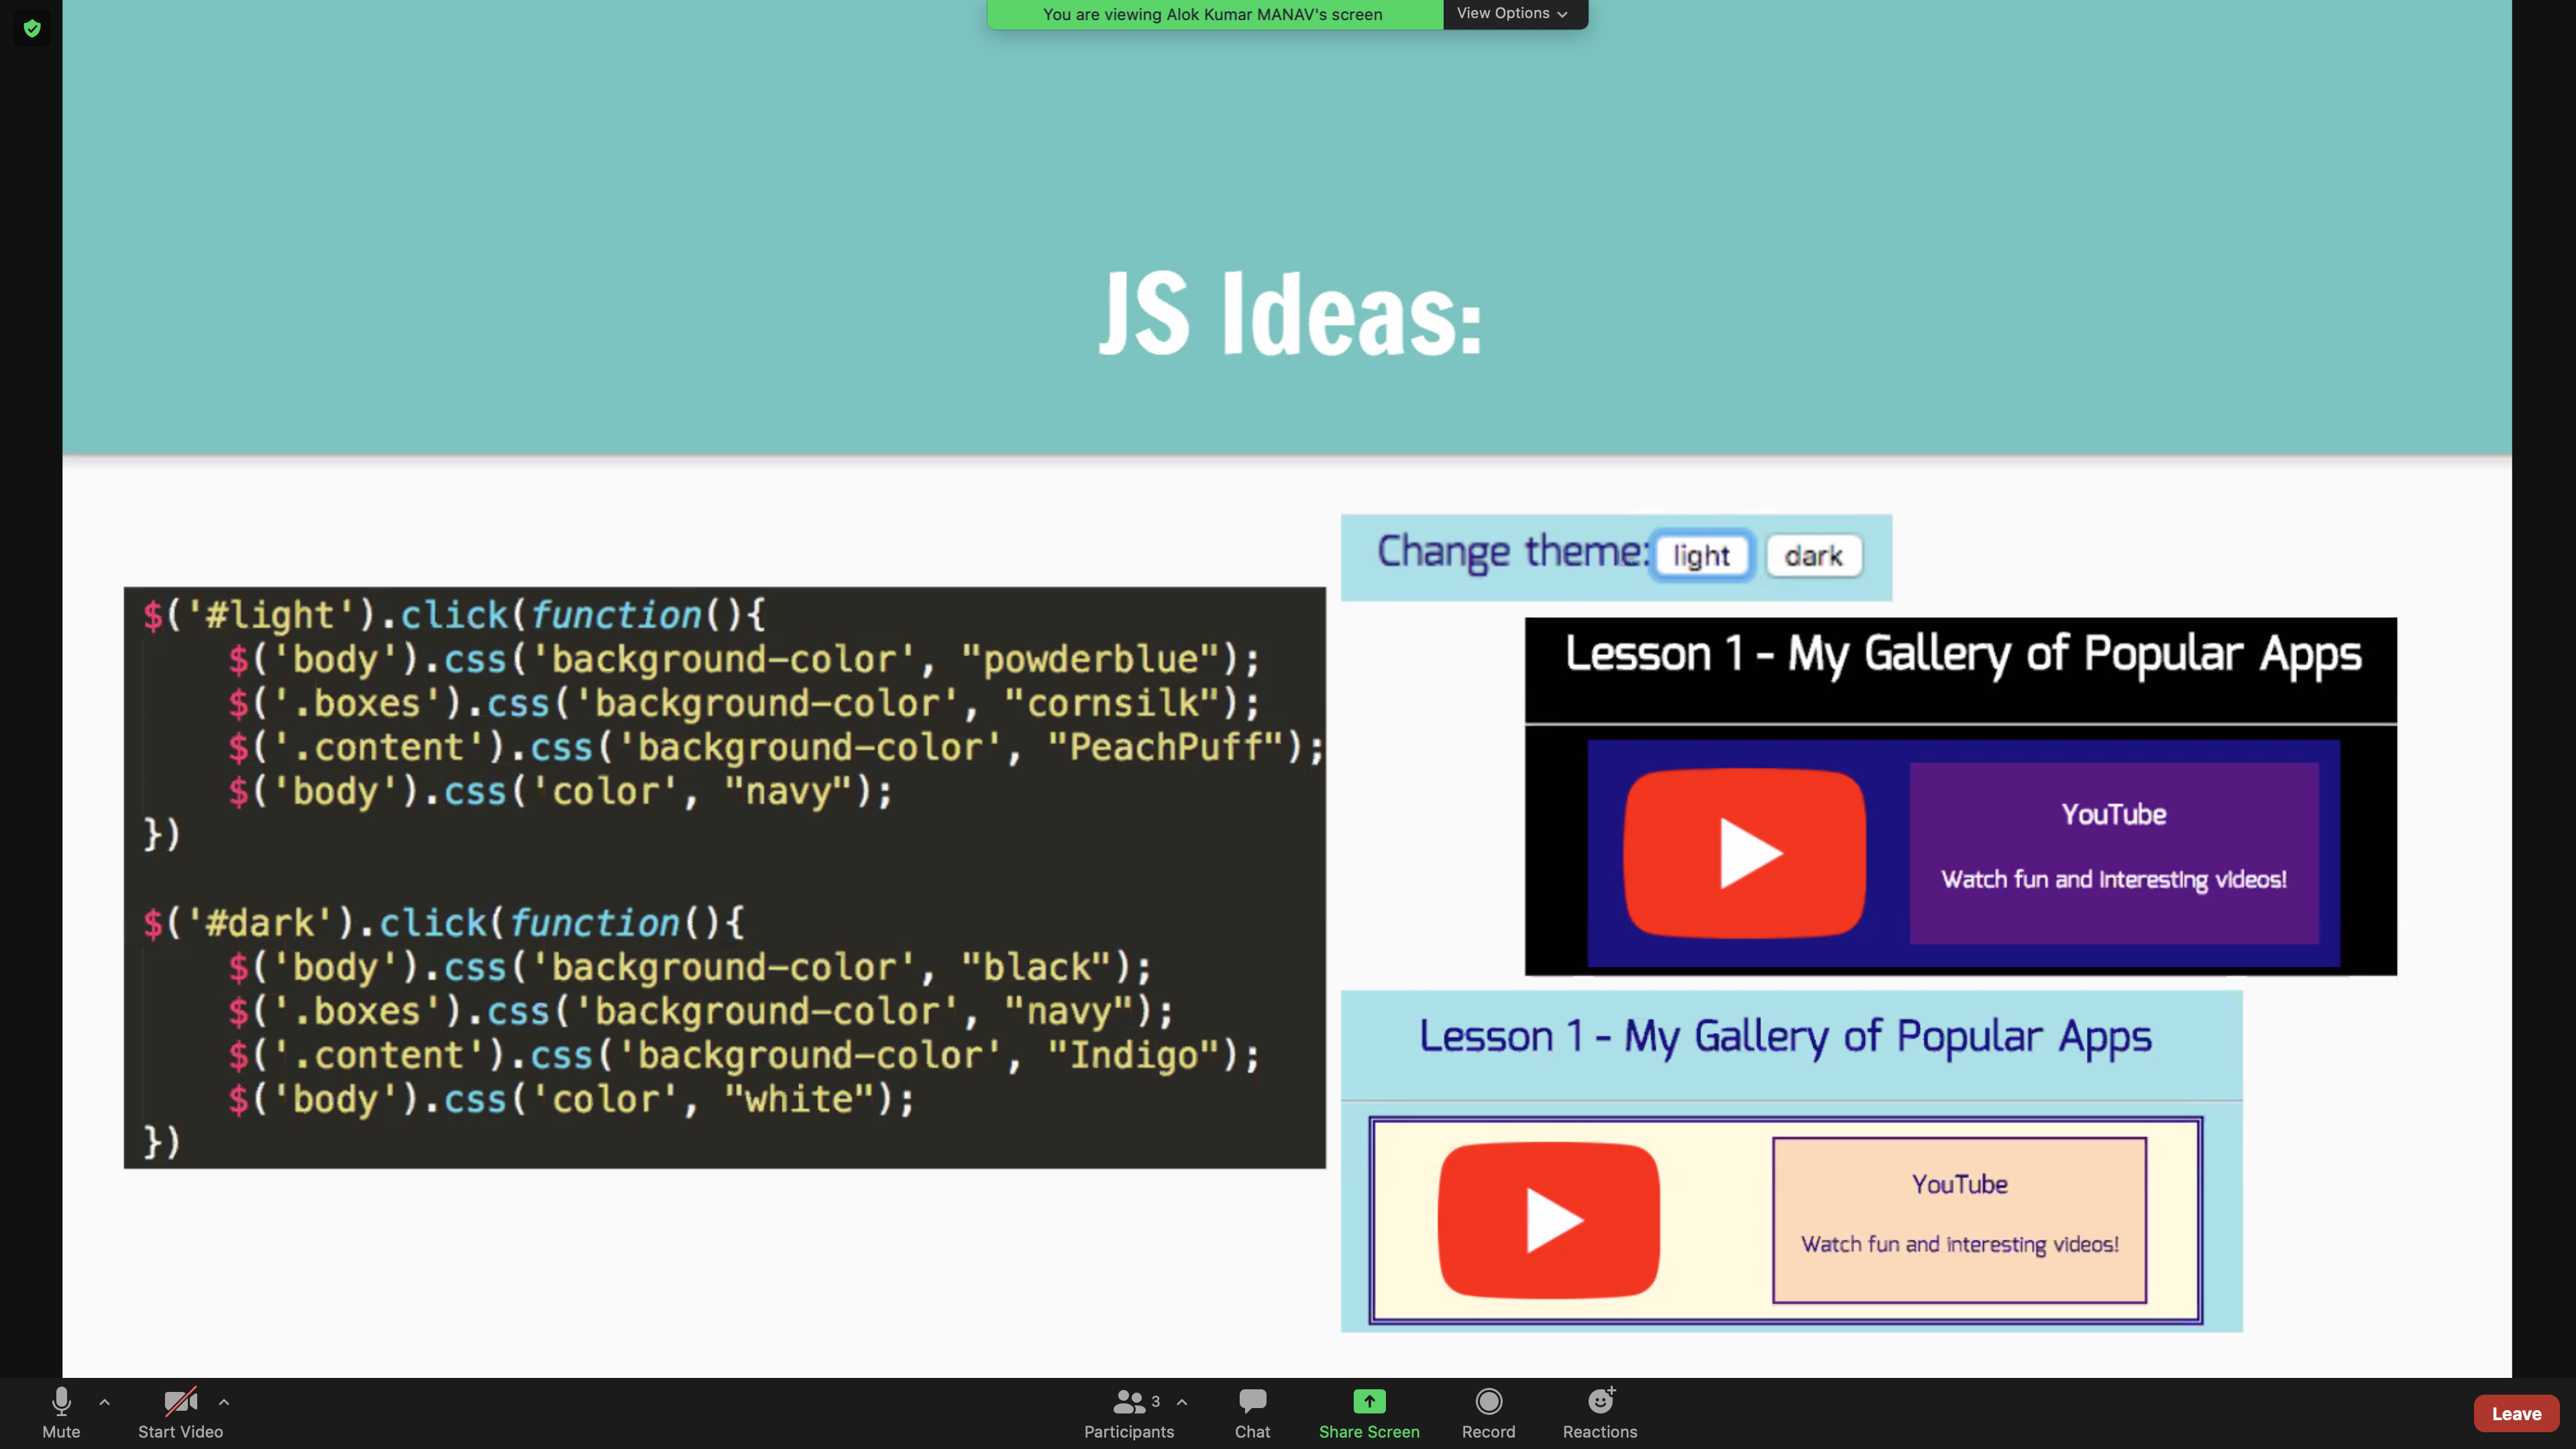 You are viewing Alok Kumar MANAV's screen
View Options
JS Ideas:
$('#light').click(function(){
$('body').css('background-color', "powderblue");
$('.boxes').css('background-color', "cornsilk");
$('.content').css('background-color', "PeachPuff");
$('body').css('color', "navy");
})
$('#dark').click(function(){
$('body').css('background-color', "black");
$('.boxes').css('background-color', "navy");
$('.content').css('background-color', "Indigo");
$('body').css('color', "white");
})
Change theme: light dark
Lesson 1 - My Gallery of Popular Apps
YouTube
Watch fun and interesting videos!
Lesson 1 - My Gallery of Popular Apps
YouTube
Watch fun and interesting videos!
Mute
Start Video
3
Participants
Chat
Share Screen
Record
Reactions
Leave